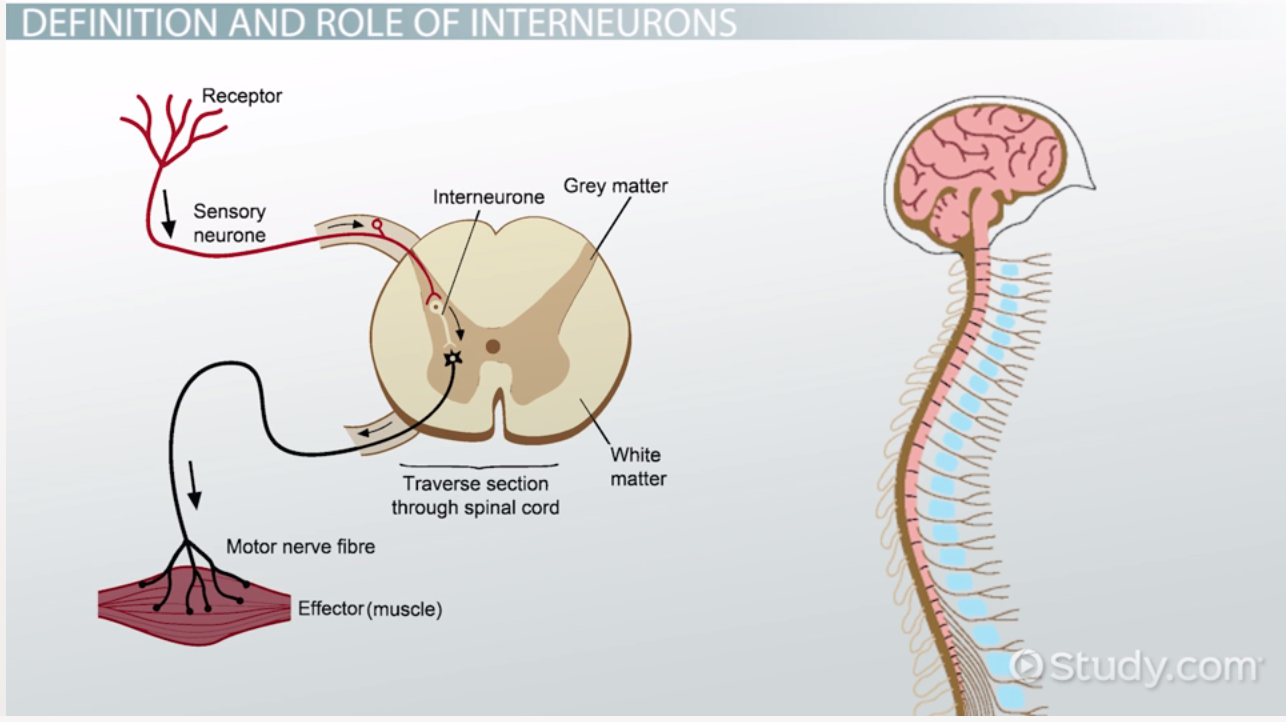 DEFINITION AND ROLE OF INTERNEURONS
Receptor
Sensory
neurone
Interneurone
Grey matter
White
matter
Traverse section
through spinal cord
Motor nerve fibre
Effector (muscle)
Study.com